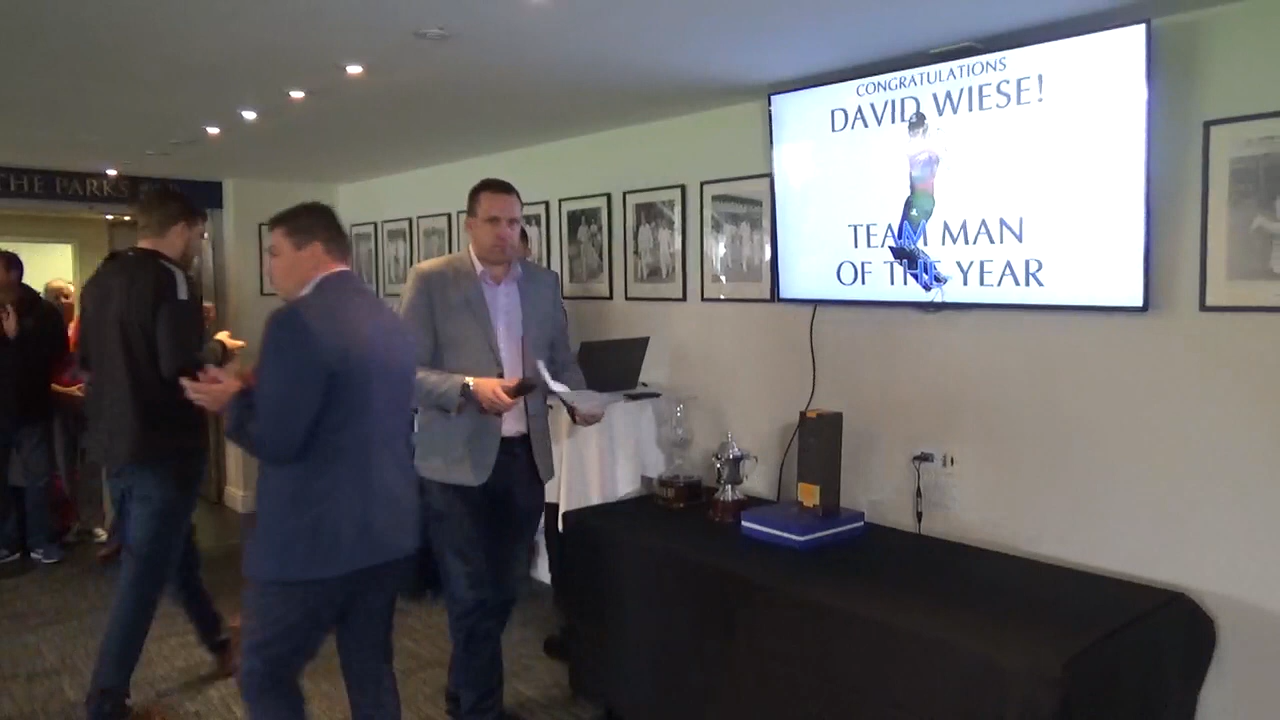 THE PARKS
CONGRATULATIONS
DAVID WIESE!
TEAM MAN
OF THE YEAR